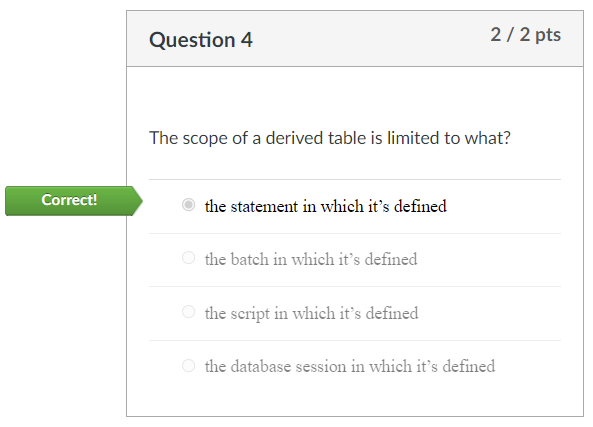 Question 4
2 / 2 pts
The scope of a derived table is limited to what?
Correct!
the statement in which it’s defined
the batch in which it’s defined
the script in which it’s defined
the database session in which it’s defined